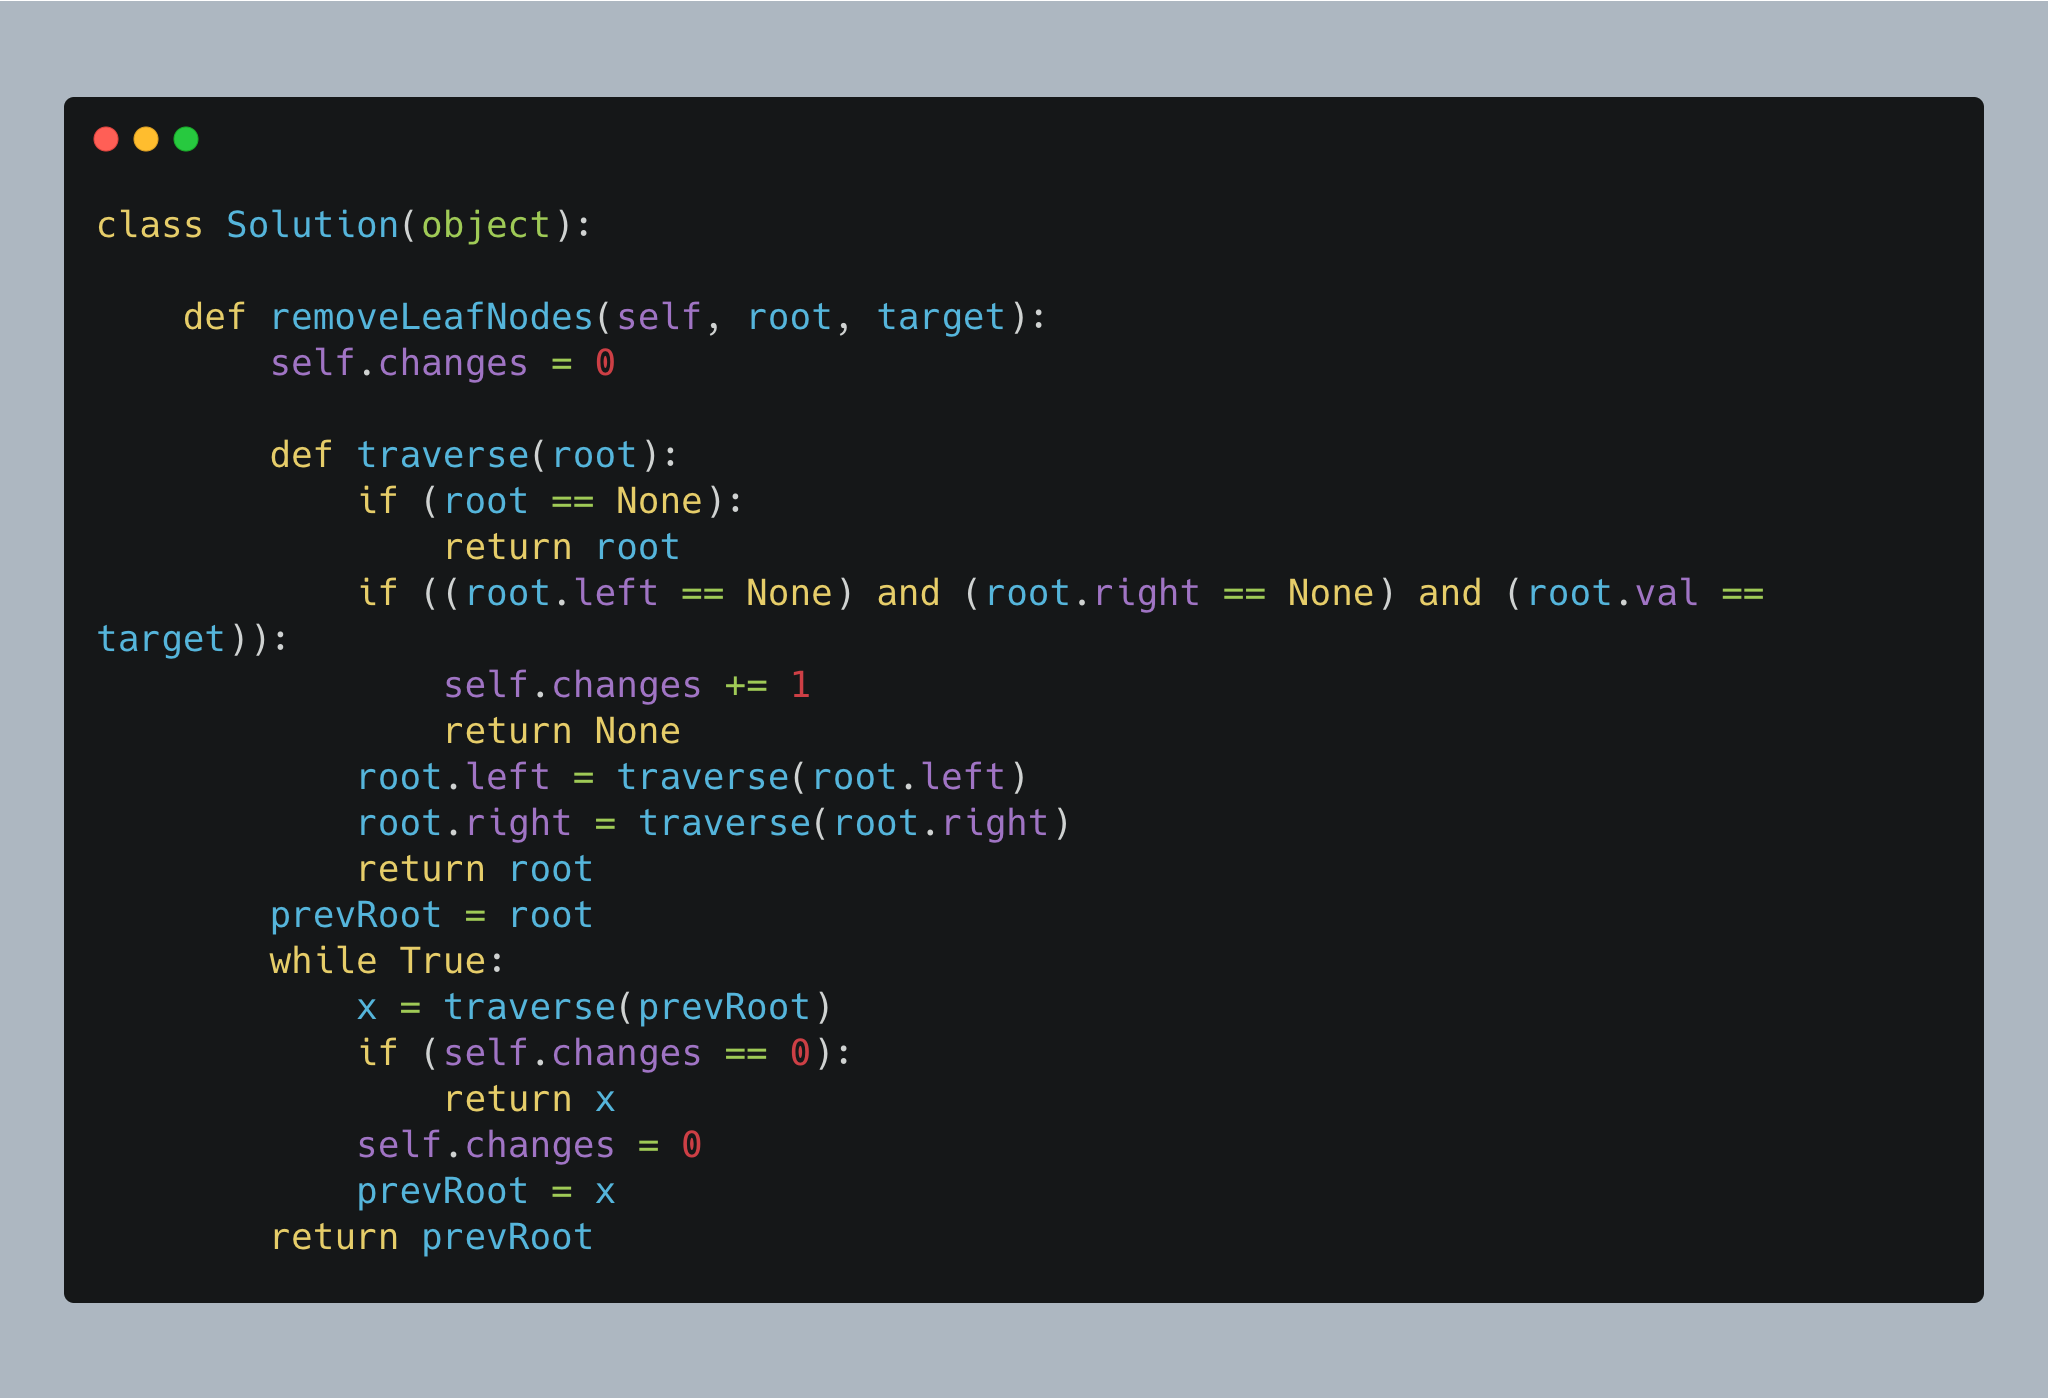 class Solution(object):
    def removeLeafNodes(self, root, target):
        self.changes = 0
        def traverse(root):
            if (root == None):
                return root
            if ((root.left == None) and (root.right == None) and (root.val ==
target)):
                self.changes += 1
                return None
            root.left = traverse(root.left)
            root.right = traverse(root.right)
            return root
        prevRoot = root
        while True:
            x = traverse(prevRoot)
            if (self.changes == 0):
                return x
            self.changes = 0
            prevRoot = x
        return prevRoot